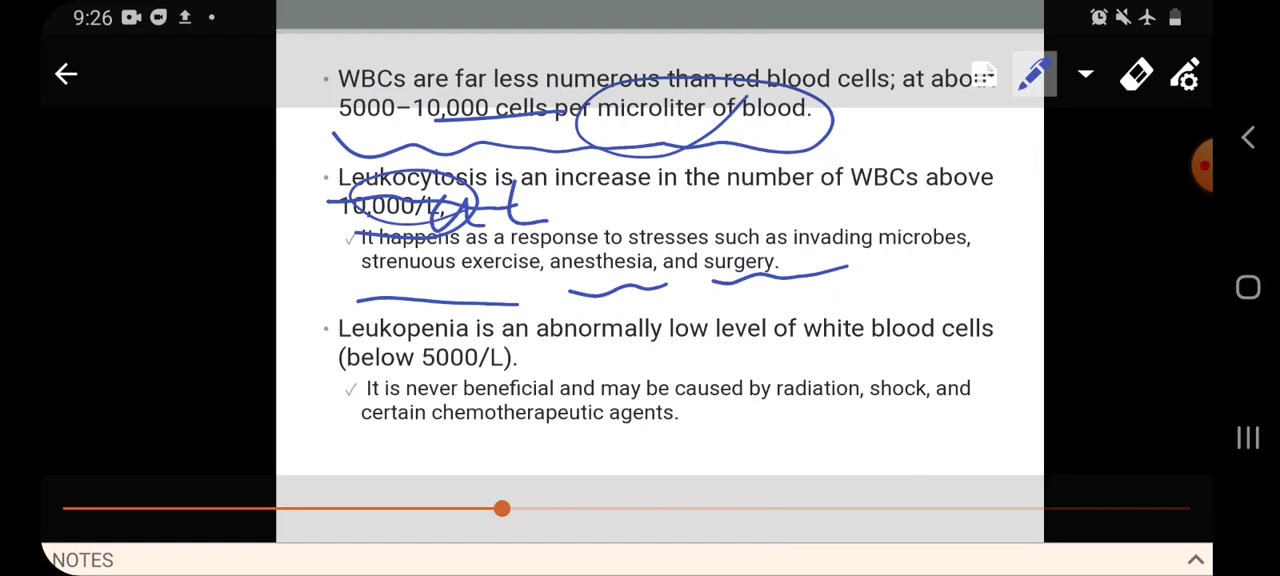 9:26
WBCs are far less numerous than red blood cells; at about
5000–10,000 cells per microliter of blood.
Leukocytosis is an increase in the number of WBCs above
10,000/L,
✓ It happens as a response to stresses such as invading microbes,
strenuous exercise, anesthesia, and surgery.
Leukopenia is an abnormally low level of white blood cells
(below 5000/L).
✓ It is never beneficial and may be caused by radiation, shock, and
certain chemotherapeutic agents.
NOTES